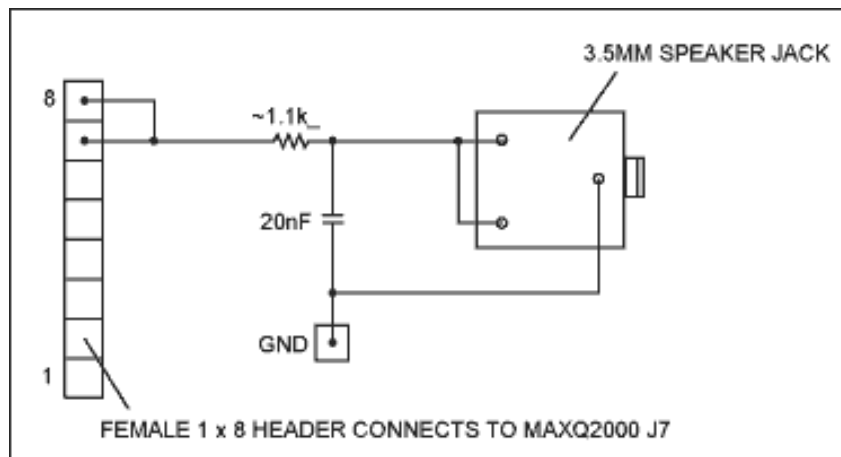 3.5MM SPEAKER JACK
8
~1.1k_
20nF
GND
1
FEMALE 1 x 8 HEADER CONNECTS TO MAXQ2000 J7